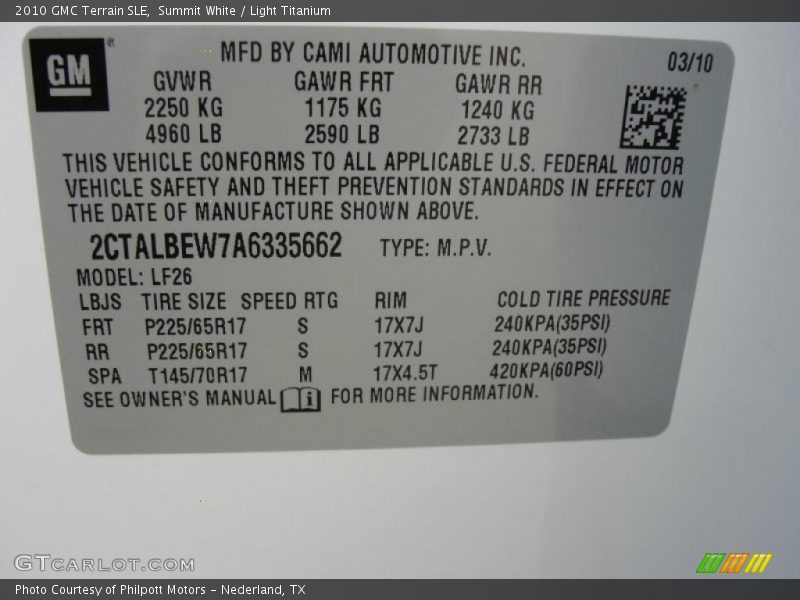 2010 GMC Terrain SLE,  Summit White / Light Titanium
GM ®
MFD BY CAMI AUTOMOTIVE INC. 03/10
GVWR GAWR FRT GAWR RR
2250 KG 1175 KG 1240 KG
4960 LB 2590 LB 2733 LB
THIS VEHICLE CONFORMS TO ALL APPLICABLE U.S. FEDERAL MOTOR
VEHICLE SAFETY AND THEFT PREVENTION STANDARDS IN EFFECT ON
THE DATE OF MANUFACTURE SHOWN ABOVE.
2CTALBEW7A6335662 TYPE: M.P.V.
MODEL: LF26
LBJS TIRE SIZE SPEED RTG RIM COLD TIRE PRESSURE
FRT P225/65R17 S 17X7J 240KPA(35PSI)
RR P225/65R17 S 17X7J 240KPA(35PSI)
SPA T145/70R17 M 17X4.5T 420KPA(60PSI)
SEE OWNER'S MANUAL i FOR MORE INFORMATION.
GTCARLOT.COM
Photo Courtesy of Philpott Motors – Nederland, TX